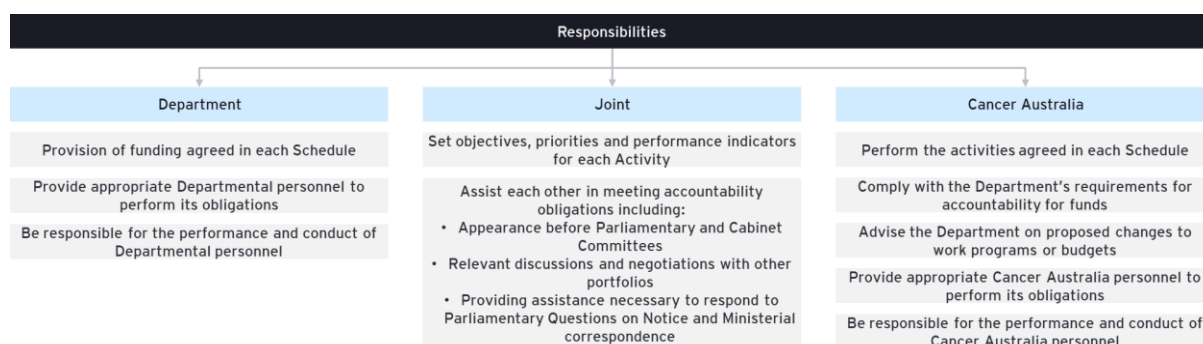 Responsibilities
Department
Provision of funding agreed in each Schedule
Provide appropriate Departmental personnel to
perform its obligations
Be responsible for the performance and conduct of
Departmental personnel
Joint
Set objectives, priorities and performance indicators
for each Activity
Assist each other in meeting accountability
obligations including:
• Appearance before Parliamentary and Cabinet
Committees
• Relevant discussions and negotiations with other
portfolios
• Providing assistance necessary to respond to
Parliamentary Questions on Notice and Ministerial
correspondence
Cancer Australia
Perform the activities agreed in each Schedule
Comply with the Department's requirements for
accountability for funds
Advise the Department on proposed changes to
work programs or budgets
Provide appropriate Cancer Australia personnel to
perform its obligations
Be responsible for the performance and conduct of
Cancer Australia personnel